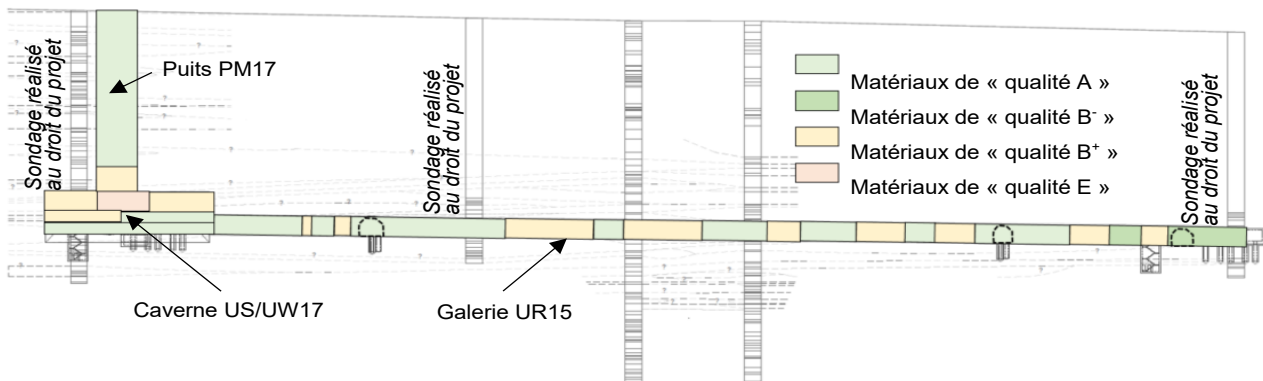 Puits PM17
Sondage réalisé
au droit du projet
Sondage réalisé
au droit du projet
Matériaux de « qualité A »
Matériaux de « qualité B- »
Matériaux de « qualité B+ »
Matériaux de « qualité E »
Sondage réalisé
au droit du projet
Caverne US/UW17
Galerie UR15